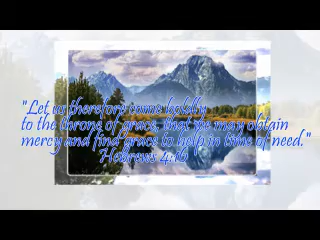 "Let us therefore come boldly
to the throne of grace, that we may obtain
mercy and find grace to help in time of need."
Hebrews 4:16